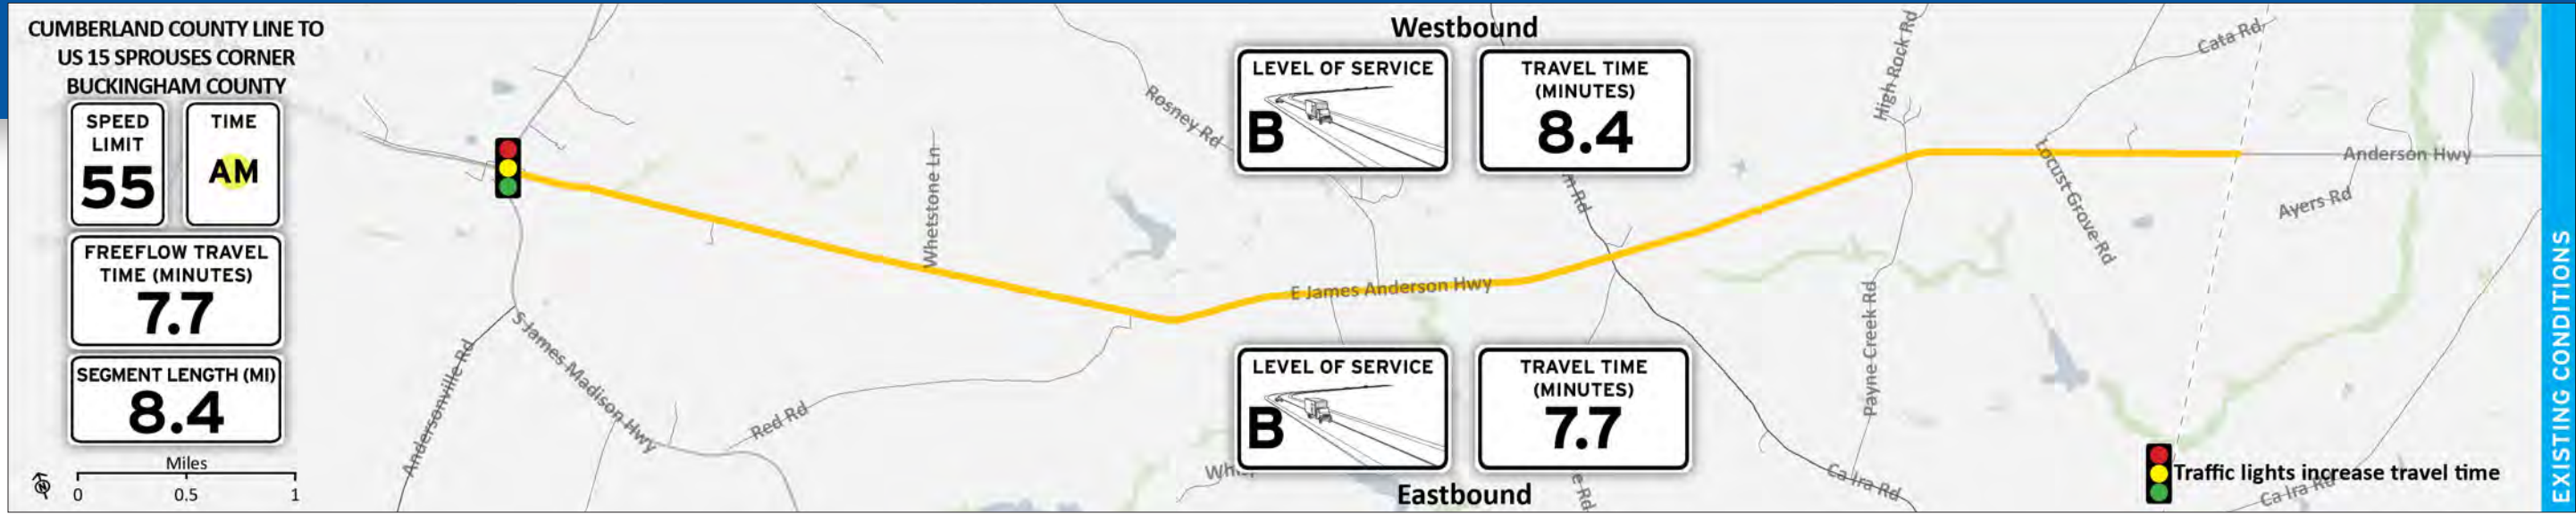 CUMBERLAND COUNTY LINE TO
US 15 SPROUSES CORNER
BUCKINGHAM COUNTY
SPEED
LIMIT
55
TIME
AM
FREEFLOW TRAVEL
TIME (MINUTES)
7.7
SEGMENT LENGTH (MI)
8.4
Miles
0 0.5 1
Westbound
LEVEL OF SERVICE
B
TRAVEL TIME
(MINUTES)
8.4
LEVEL OF SERVICE
B
TRAVEL TIME
(MINUTES)
7.7
Eastbound
Andersonville Rd
S James Madison Hwy
Red Rd
Whetstone Ln
Rosney Rd
E James Anderson Hwy
Rd
Rd
High Rock Rd
Payne Creek Rd
Ca Ira Rd
Locust Grove Rd
Cata Rd
Anderson Hwy
Ayers Rd
Ca Ira Rd
Traffic lights increase travel time
EXISTING CONDITIONS